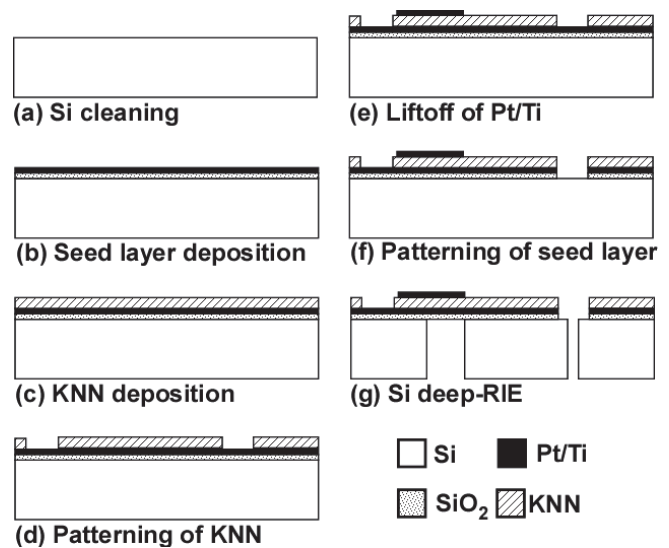 (a) Si cleaning
(b) Seed layer deposition
(c) KNN deposition
(d) Patterning of KNN
(e) Liftoff of Pt/Ti
(f) Patterning of seed layer
(g) Si deep-RIE
Si
Pt/Ti
SiO₂
KNN